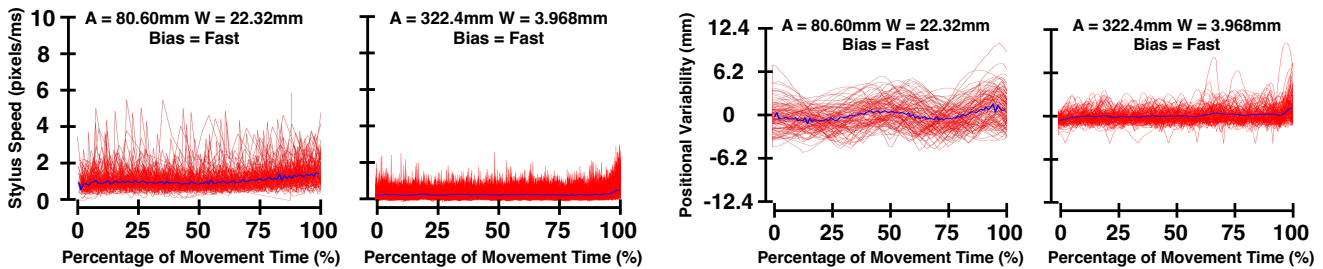 Stylus Speed (pixels/ms)
10
8
6
4
2
0
A = 80.60mm W = 22.32mm
Bias = Fast
0 25 50 75 100
Percentage of Movement Time (%)
A = 322.4mm W = 3.968mm
Bias = Fast
0 25 50 75 100
Percentage of Movement Time (%)
Positional Variability (mm)
12.4
6.2
0
-6.2
-12.4
A = 80.60mm W = 22.32mm
Bias = Fast
0 25 50 75 100
Percentage of Movement Time (%)
A = 322.4mm W = 3.968mm
Bias = Fast
0 25 50 75 100
Percentage of Movement Time (%)